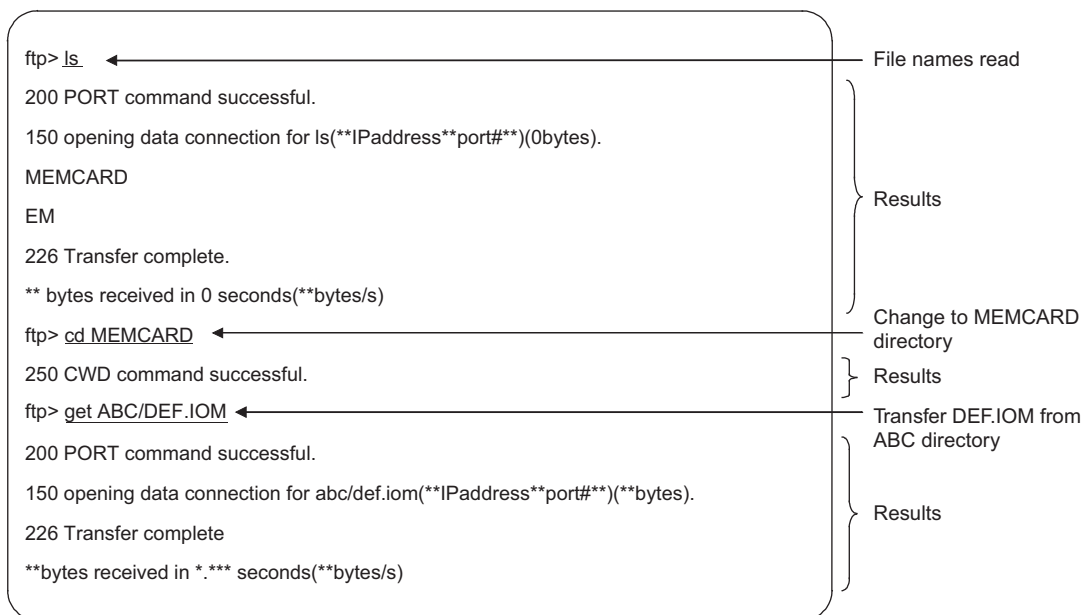 ftp> ls
File names read
200 PORT command successful.
150 opening data connection for ls(**IPaddress**port#**)(0bytes).
MEMCARD
Results
EM
226 Transfer complete.
** bytes received in 0 seconds(**bytes/s)
ftp> cd MEMCARD
Change to MEMCARD
directory
250 CWD command successful.
Results
ftp> get ABC/DEF.IOM
Transfer DEF.IOM from
ABC directory
200 PORT command successful.
150 opening data connection for abc/def.iom(**IPaddress**port#**)(**bytes).
Results
226 Transfer complete
**bytes received in *.*** seconds(**bytes/s)